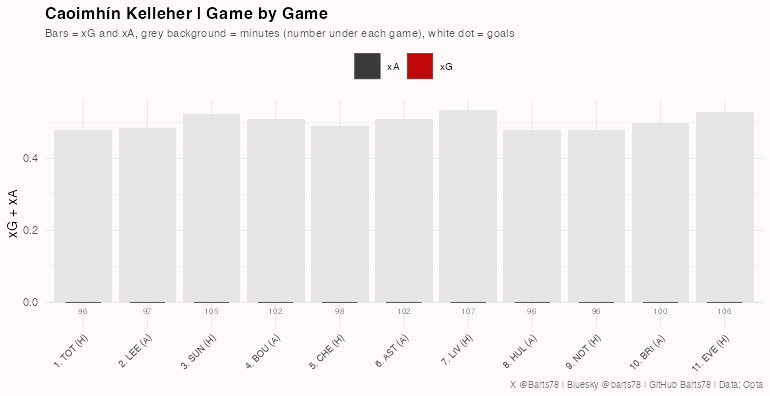 Caoimhín Kelleher | Game by Game
Bars = xG and xA, grey background = minutes (number under each game), white dot = goals
xA xG
xG + xA
0.4
0.2
0.0
96 97 105 102 98 102 107 96 96 100 106
1. TOT (H) 2. LEE (A) 3. SUN (H) 4. BOU (A) 5. CHE (H) 6. AST (A) 7. LIV (H) 8. HUL (A) 9. NOT (H) 10. BRI (A) 11. EVE (H)
X @Barts78 | Bluesky @barts78 | GitHub Barts78 | Data: Opta